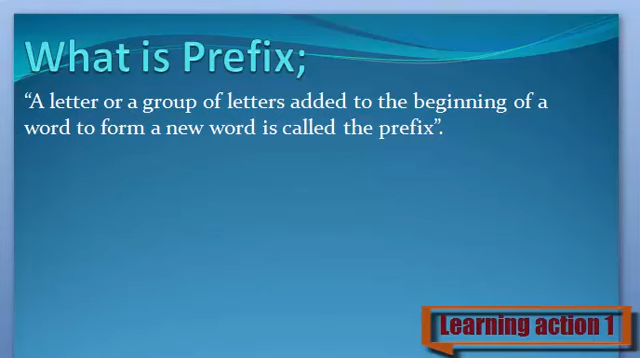 What is Prefix;
“A letter or a group of letters added to the beginning of a
word to form a new word is called the prefix”.
Learning action 1